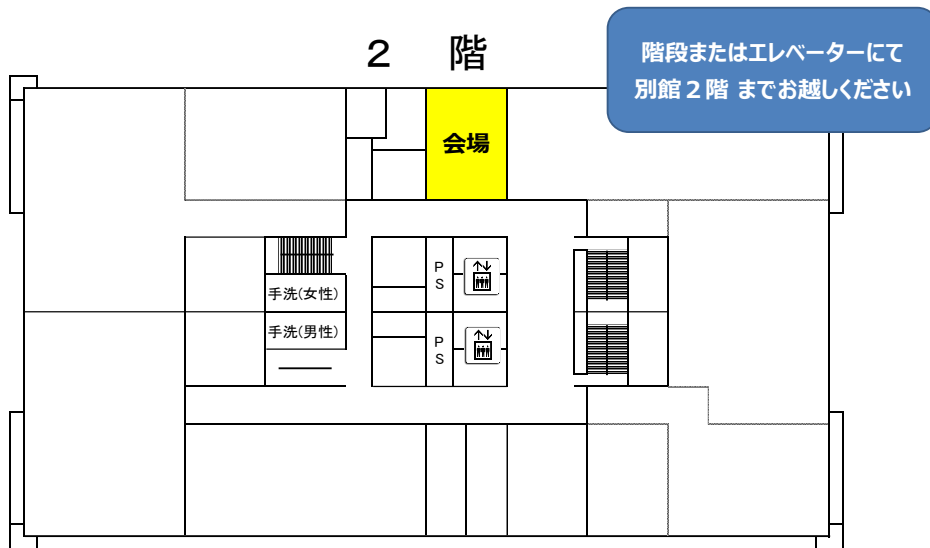 ２　階
階段またはエレベーターにて
別館２階 までお越しください
会場
PS
手洗(女性)
手洗(男性)
PS